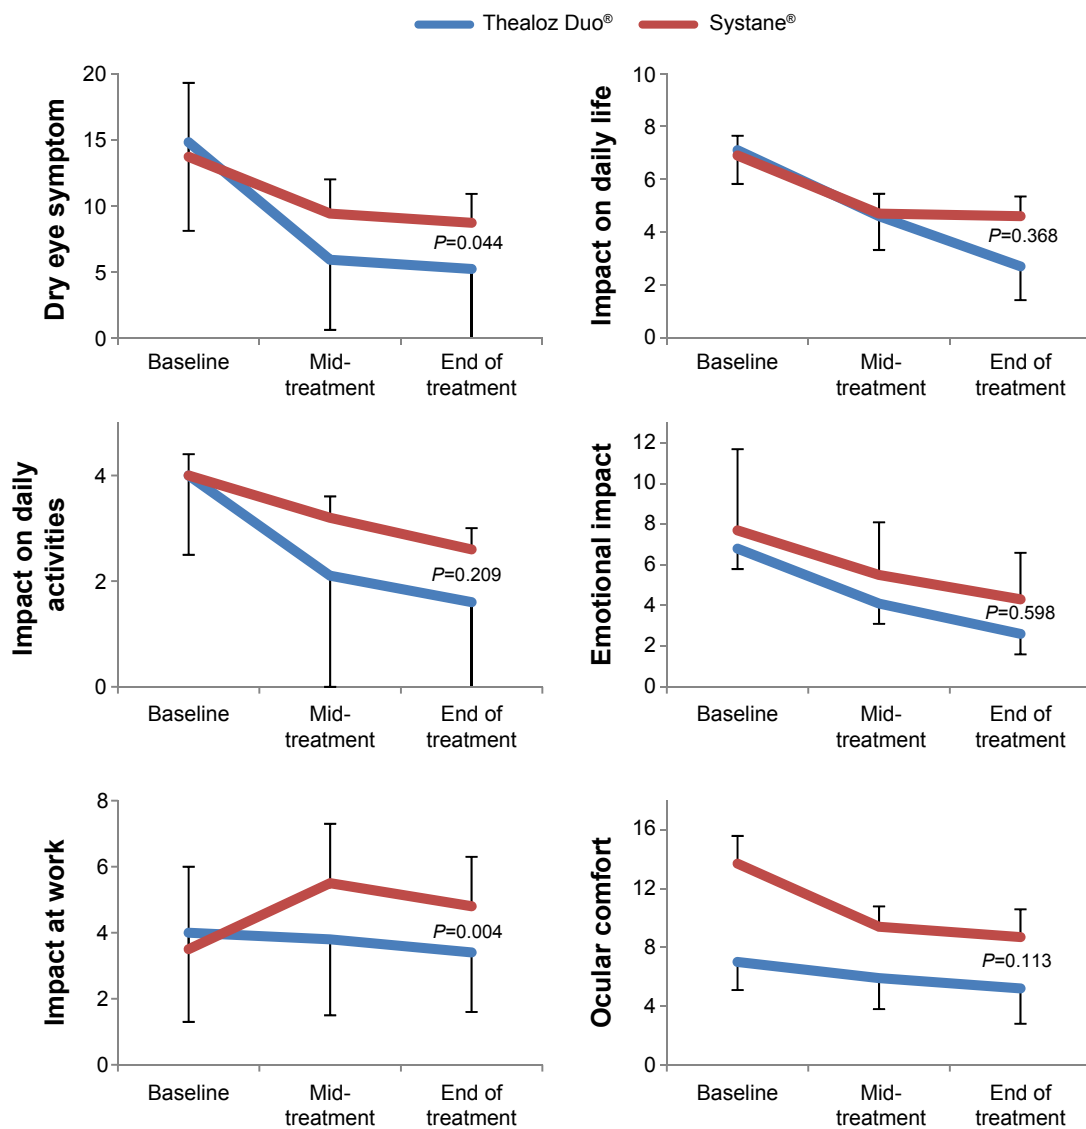 Thealoz Duo® Systane®
Dry eye symptom
20
15
10
5
0
P=0.044
Baseline Mid- End of
treatment treatment
Impact on daily life
10
8
6
4
2
0
P=0.368
Baseline Mid- End of
treatment treatment
Impact on daily
activities
4
2
0
P=0.209
Baseline Mid- End of
treatment treatment
Emotional impact
12
10
8
6
4
2
0
P=0.598
Baseline Mid- End of
treatment treatment
Impact at work
8
6
4
2
0
P=0.004
Baseline Mid- End of
treatment treatment
Ocular comfort
16
12
8
4
0
P=0.113
Baseline Mid- End of
treatment treatment